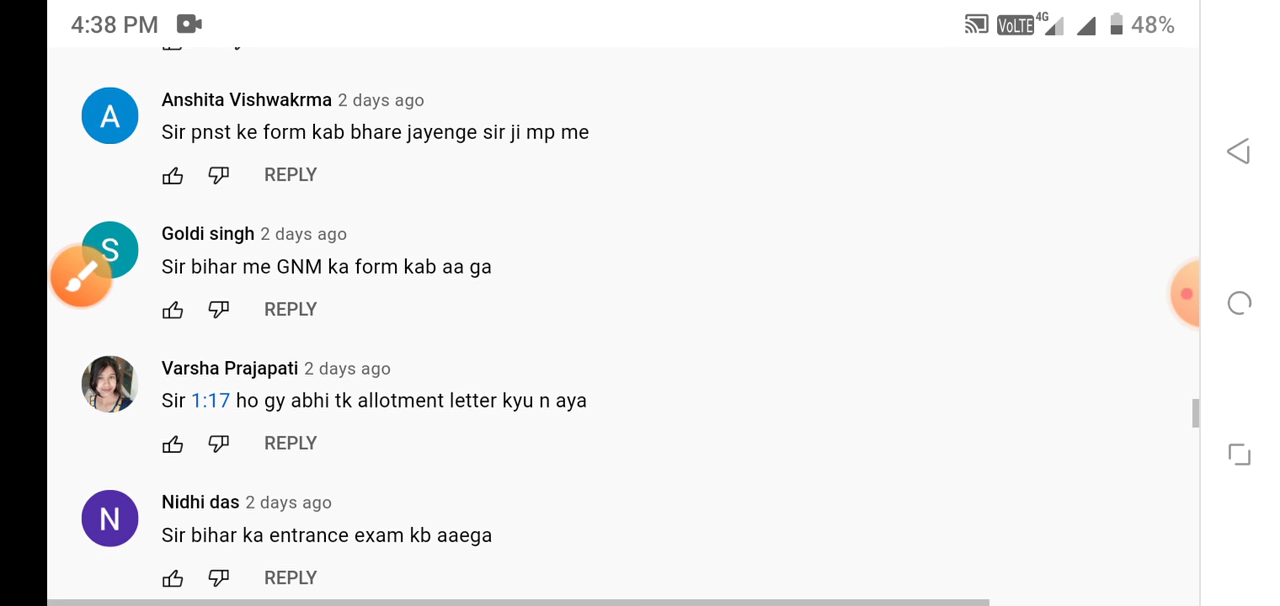 4:38 PM VoLTE 4G 48%
A
Anshita Vishwakrma 2 days ago
Sir pnst ke form kab bhare jayenge sir ji mp me
REPLY
S
Goldi singh 2 days ago
Sir bihar me GNM ka form kab aa ga
REPLY
Varsha Prajapati 2 days ago
Sir 1:17 ho gy abhi tk allotment letter kyu n aya
REPLY
N
Nidhi das 2 days ago
Sir bihar ka entrance exam kb aaega
REPLY